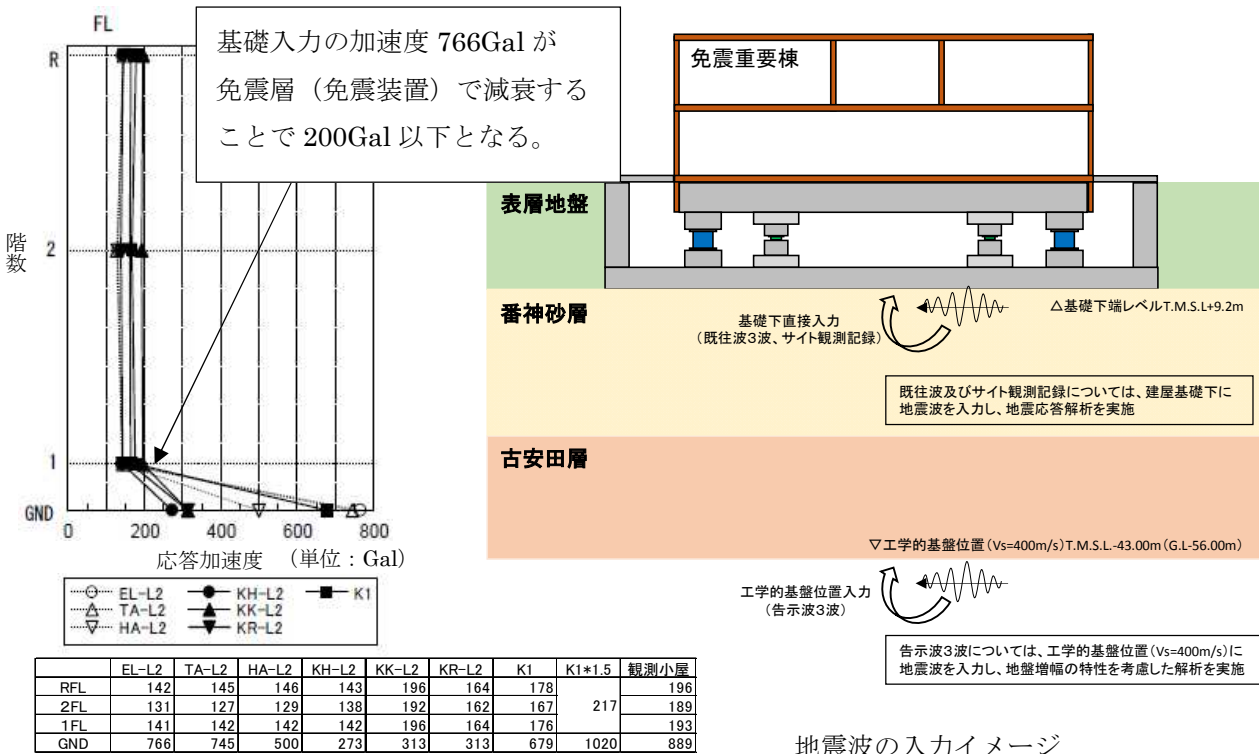 FL
R
2
1
GND
階数
0
200
400
600
800
応答加速度 (単位:Gal)
基礎入力の加速度 766Gal が
免震層(免震装置)で減衰する
ことで 200Gal 以下となる。
EL-L2 KH-L2 K1
TA-L2 KK-L2
HA-L2 KR-L2
EL-L2 TA-L2 HA-L2 KH-L2 KK-L2 KR-L2 K1 K1*1.5 観測小屋
RFL 142 145 146 143 196 164 178 196
2FL 131 127 129 138 192 162 167 217 189
1FL 141 142 142 142 196 164 176 193
GND 766 745 500 273 313 313 679 1020 889
免震重要棟
表層地盤
番神砂層
基礎下直接入力
(既往波3波、サイト観測記録)
△基礎下端レベルT.M.S.L+9.2m
既往波及びサイト観測記録については、建屋基礎下に
地震波を入力し、地震応答解析を実施
古安田層
▽工学的基盤位置(Vs=400m/s)T.M.S.L.-43.00m(G.L-56.00m)
工学的基盤位置入力
(告示波3波)
告示波3波については、工学的基盤位置(Vs=400m/s)に
地震波を入力し、地盤増幅の特性を考慮した解析を実施
地震波の入力イメージ